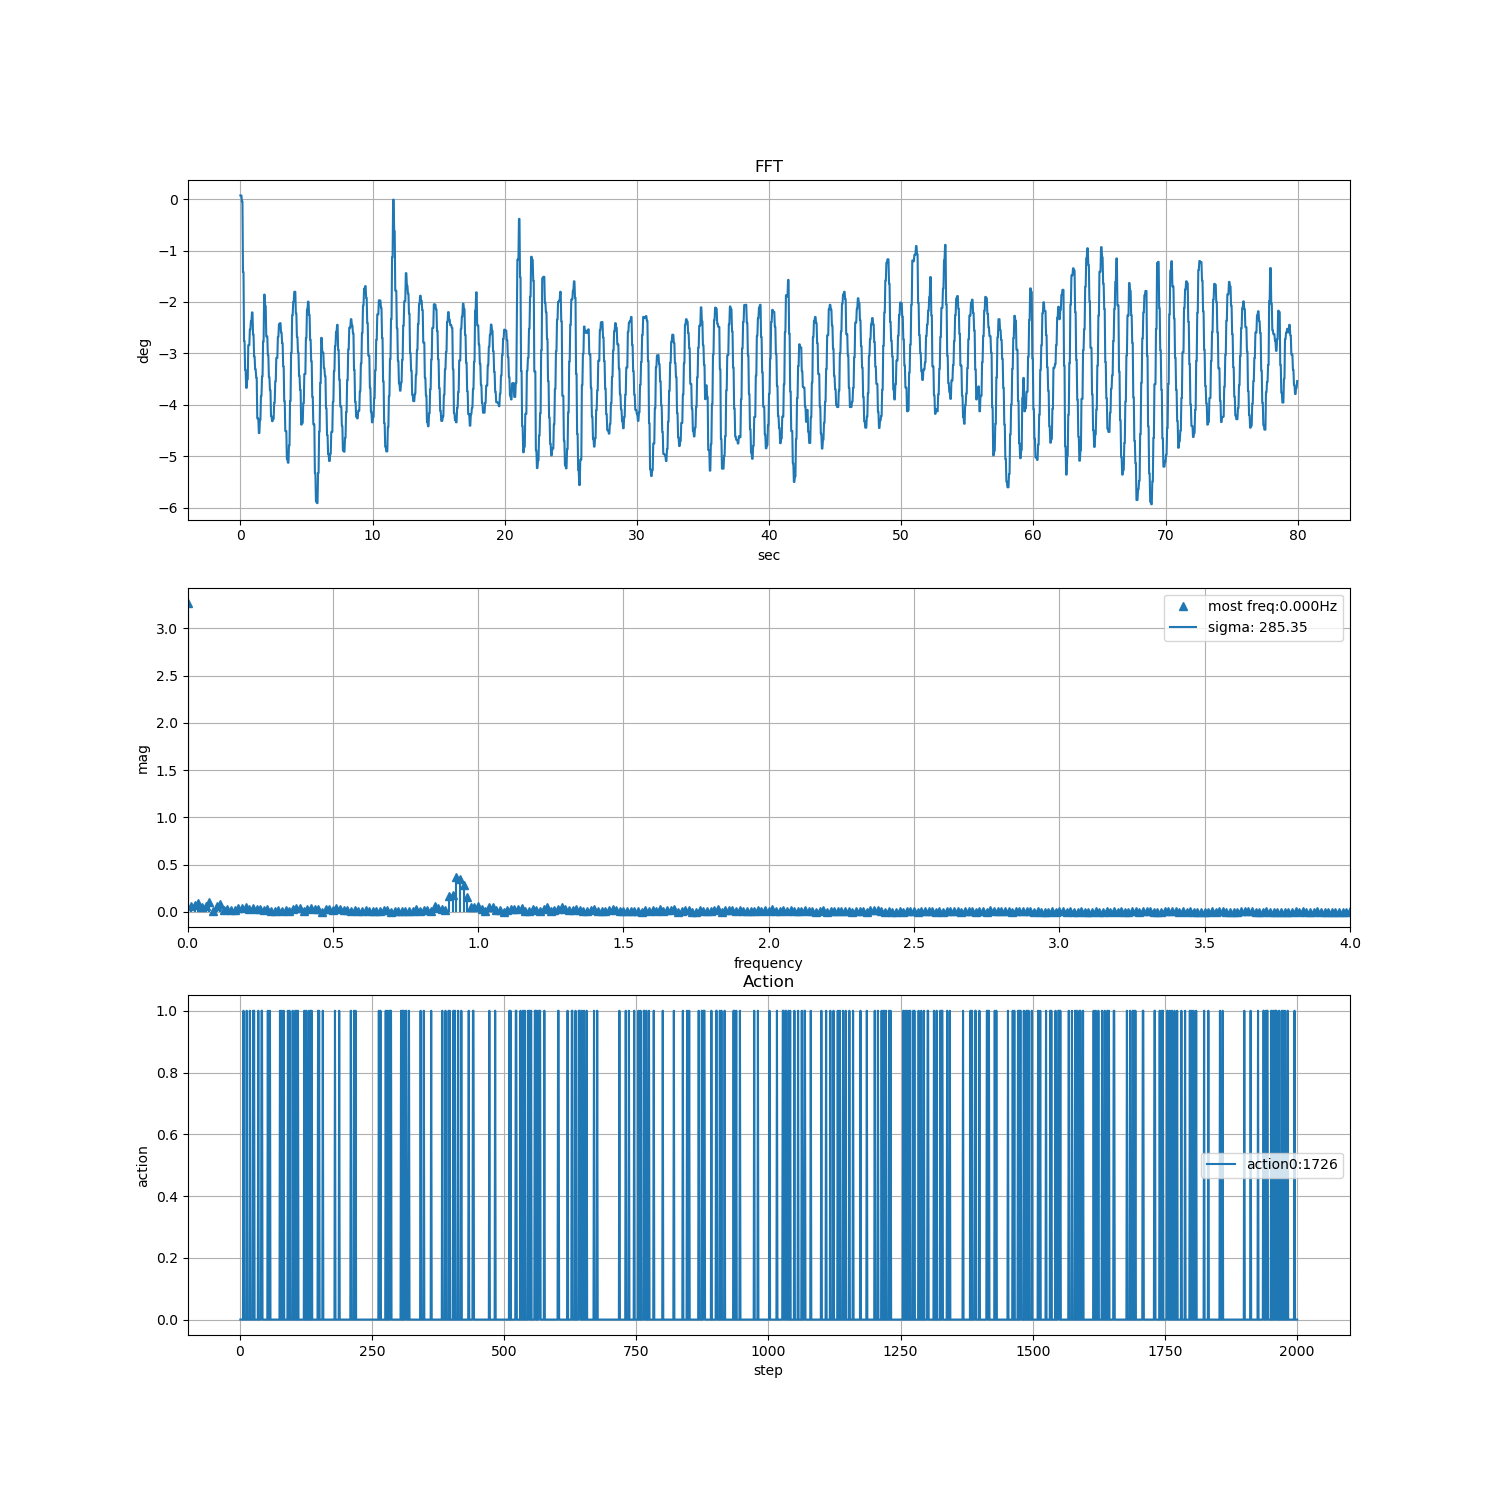 FFT
0
−1
−2
−3
−4
−5
−6
deg
0 10 20 30 40 50 60 70 80
sec
most freq:0.000Hz
sigma: 285.35
3.0
2.5
2.0
1.5
1.0
0.5
0.0
mag
0.0 0.5 1.0 1.5 2.0 2.5 3.0 3.5 4.0
frequency
Action
1.0
0.8
0.6
0.4
0.2
0.0
action
action0:1726
0 250 500 750 1000 1250 1500 1750 2000
step